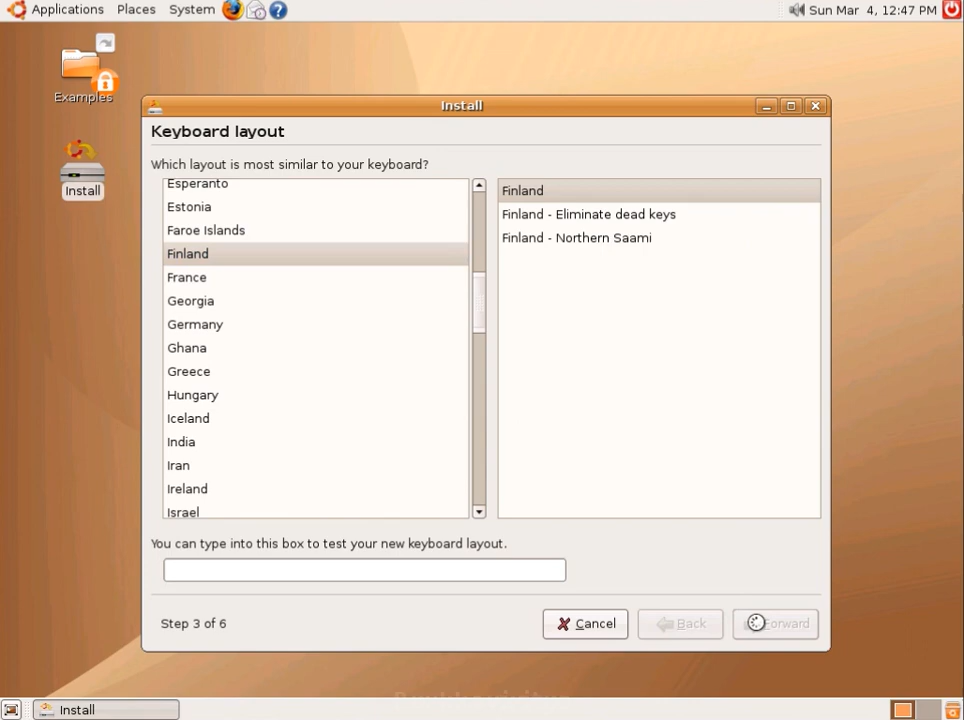 Applications Places System
Sun Mar 4, 12:47 PM
Examples
Install
Install
Keyboard layout
Which layout is most similar to your keyboard?
Esperanto
Estonia
Faroe Islands
Finland
France
Georgia
Germany
Ghana
Greece
Hungary
Iceland
India
Iran
Ireland
Israel
Finland
Finland - Eliminate dead keys
Finland - Northern Saami
You can type into this box to test your new keyboard layout.
Step 3 of 6
Cancel
Back
Forward
Install